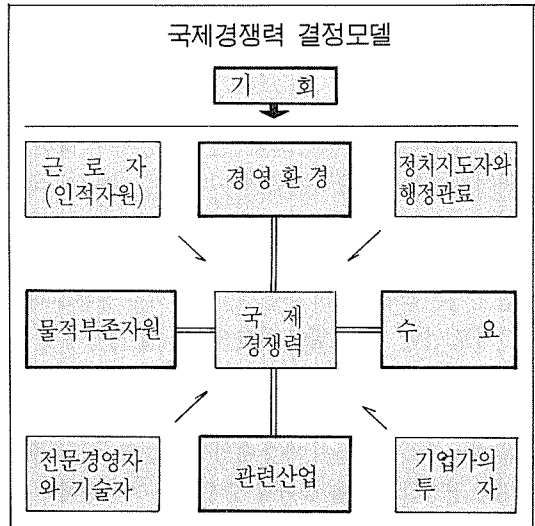 국제경쟁력 결정모델
기 회
근 로 자
(인적자원)
경영환경
정치지도자와
행정관료
물적부존자원
국 제
경쟁력
수 요
전문경영자
와 기술자
관련산업
기업가의
투 자